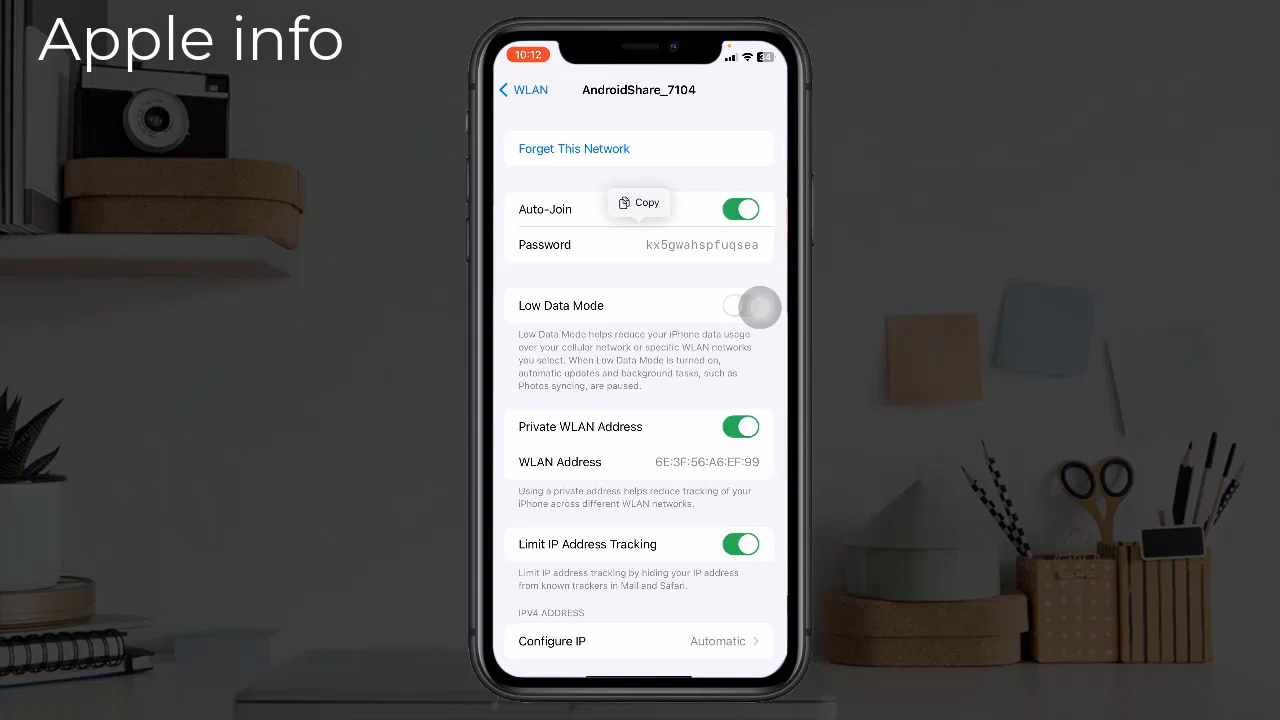 Apple info
10:12
34
WLAN
AndroidShare_7104
Forget This Network
Copy
Auto-Join
Password kx5gwahspfuqsea
Low Data Mode
Low Data Mode helps reduce your iPhone data usage
over your cellular network or specific WLAN networks
you select. When Low Data Mode is turned on,
automatic updates and background tasks, such as
Photos syncing, are paused.
Private WLAN Address
WLAN Address 6E:3F:56:A6:EF:99
Using a private address helps reduce tracking of your
iPhone across different WLAN networks.
Limit IP Address Tracking
Limit IP address tracking by hiding your IP address
from known trackers in Mail and Safari.
IPV4 ADDRESS
Configure IP Automatic